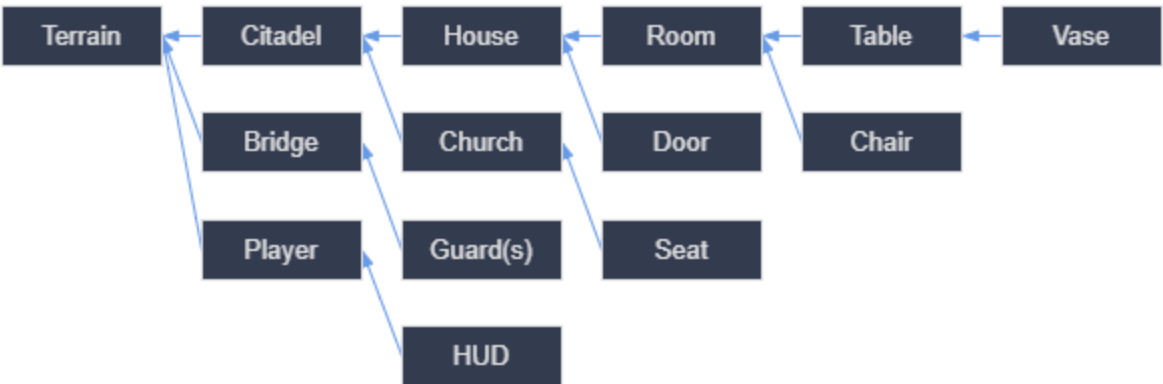 Terrain
Citadel
House
Room
Table
Vase
Bridge
Church
Door
Chair
Player
Guard(s)
Seat
HUD